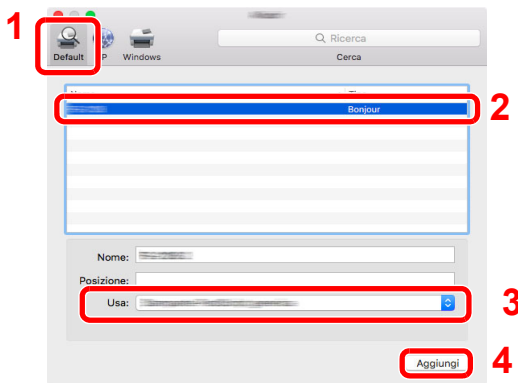 1
Ricerca
Default P Windows Cerca
2
Bonjour
Nome:
Posizione:
Usa:
3
Aggiungi
4